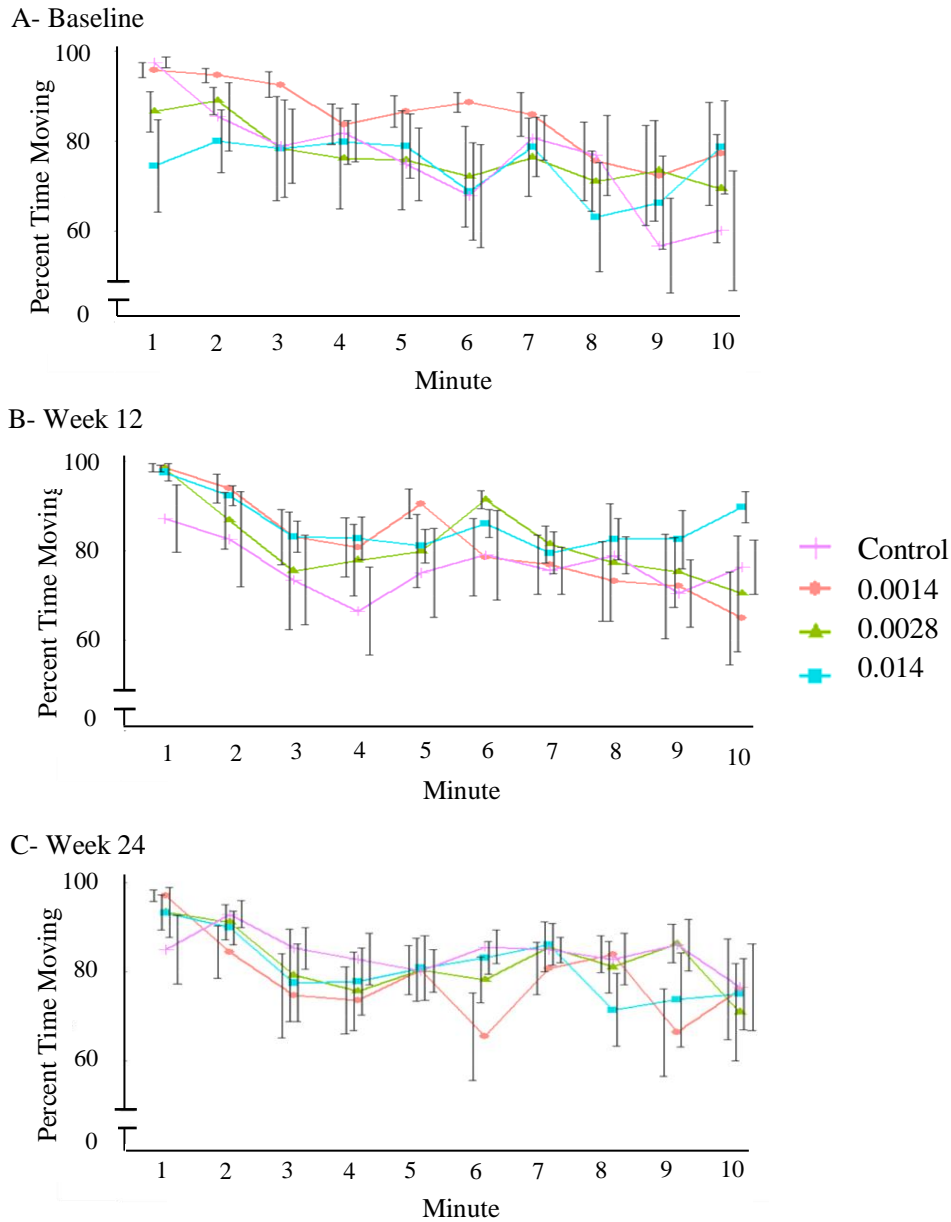 A- Baseline
100
80
60
0
Percent Time Moving
1 2 3 4 5 6 7 8 9 10
Minute
B- Week 12
100
80
60
0
Percent Time Moving
1 2 3 4 5 6 7 8 9 10
Minute
Control
0.0014
0.0028
0.014
C- Week 24
100
80
60
0
Percent Time Moving
1 2 3 4 5 6 7 8 9 10
Minute